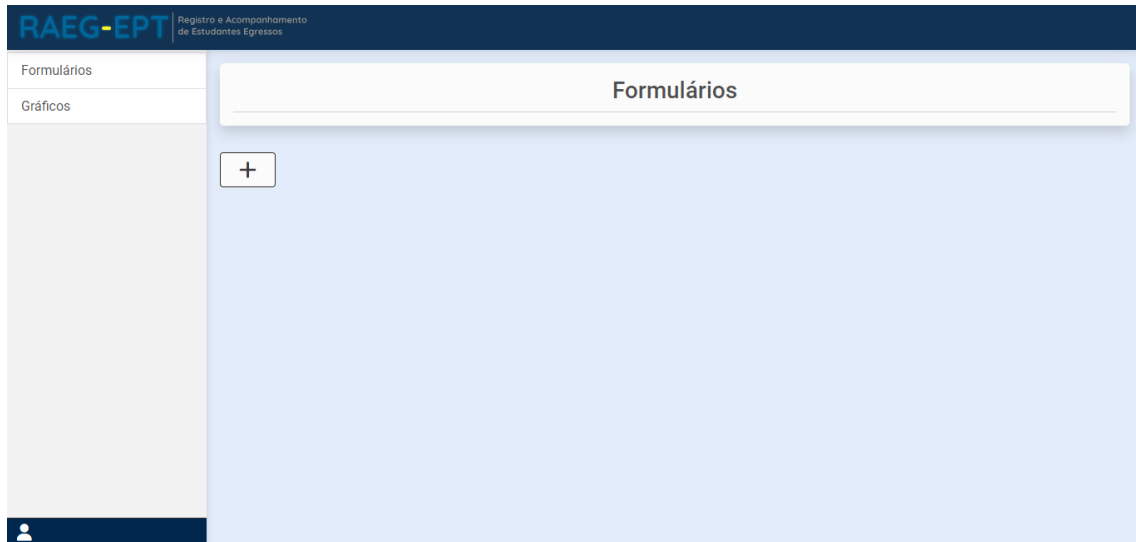 RAEG-EPT
Registro e Acompanhamento
de Estudantes Egressos
Formulários
Gráficos
Formulários
+